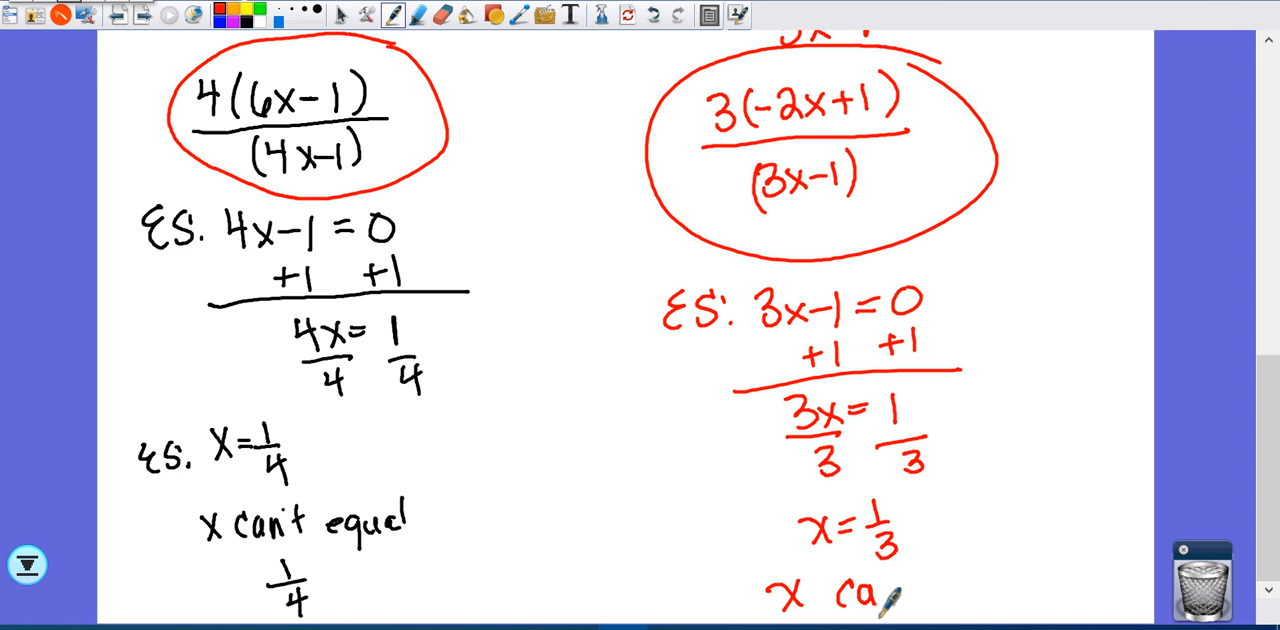 4(6x-1)
(4x-1)
ES. 4x-1=0
+1 +1
4x= 1
4 4
ES. x=1
4
x can't equal
1
4
3(-2x+1)
(3x-1)
ES: 3x-1=0
+1 +1
3x= 1
3 3
x=1
3
x ca